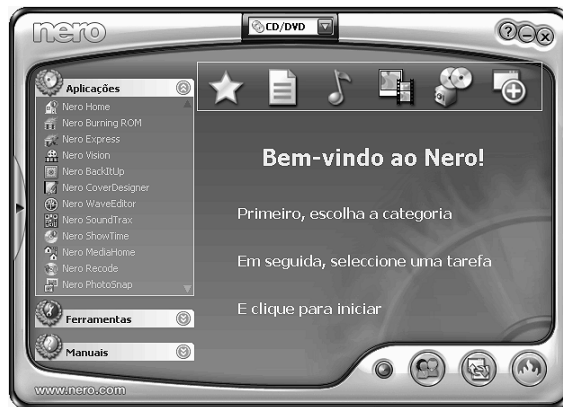 nero
CD/DVD
?
Aplicações
Nero Home
Nero Burning ROM
Nero Express
Nero Vision
Nero BackItUp
Nero CoverDesigner
Nero WaveEditor
Nero SoundTrax
Nero ShowTime
Nero MediaHome
Nero Recode
Nero PhotoSnap
Ferramentas
Manuais
Bem-vindo ao Nero!
Primeiro, escolha a categoria
Em seguida, seleccione uma tarefa
E clique para iniciar
www.nero.com